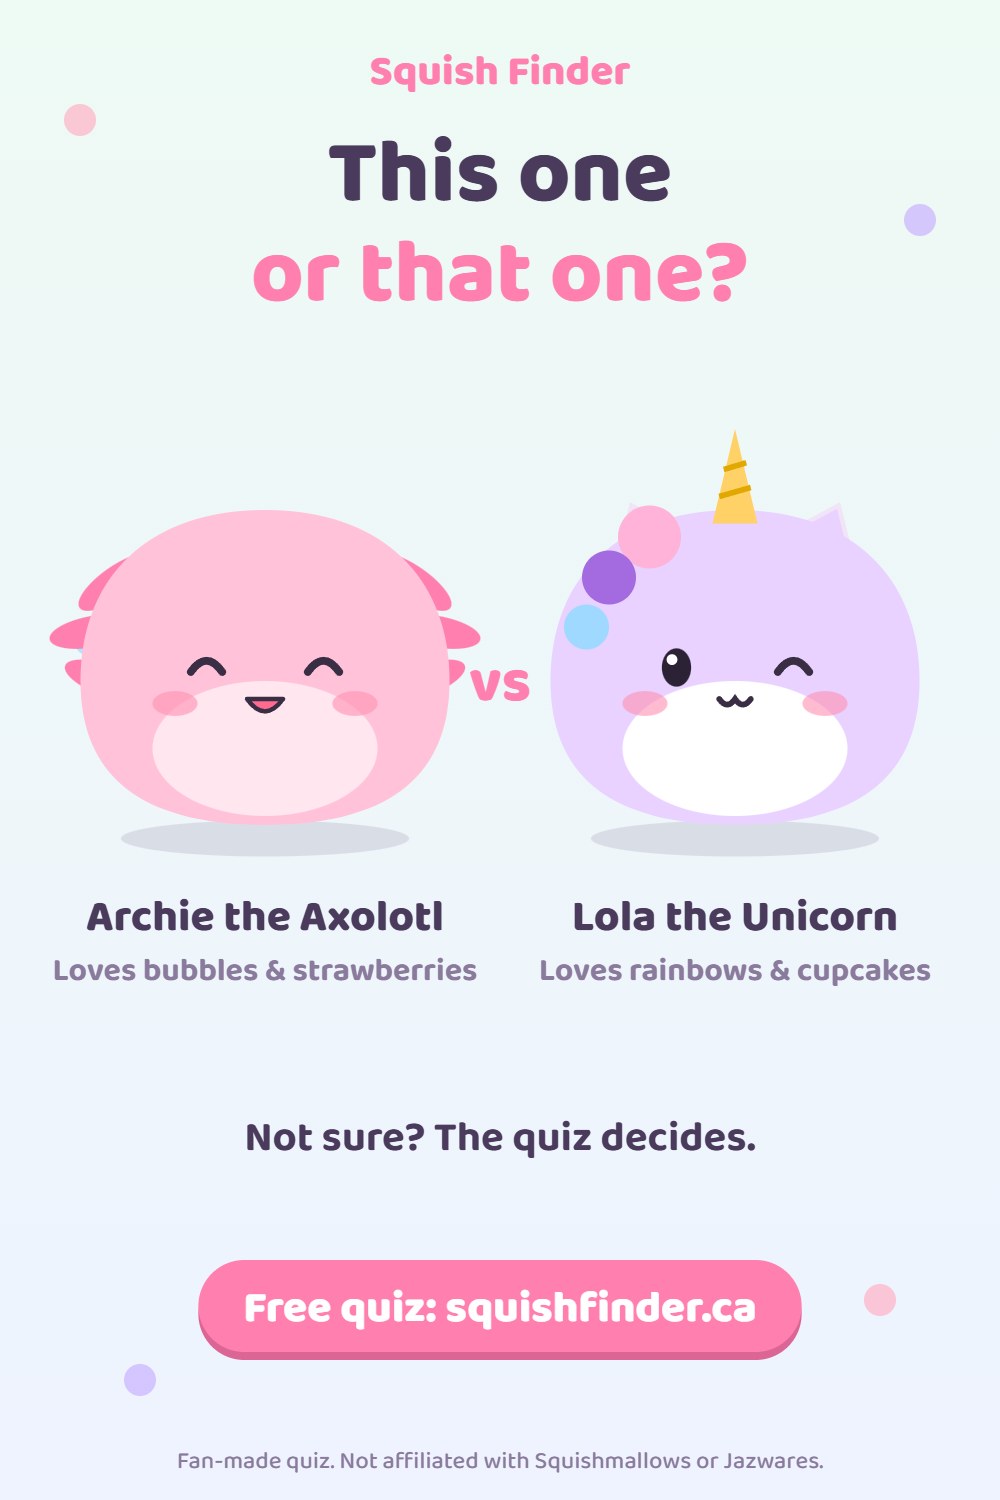 Squish Finder
This one
or that one?
vs
Archie the Axolotl
Loves bubbles & strawberries
Lola the Unicorn
Loves rainbows & cupcakes
Not sure? The quiz decides.
Free quiz: squishfinder.ca
Fan-made quiz. Not affiliated with Squishmallows or Jazwares.